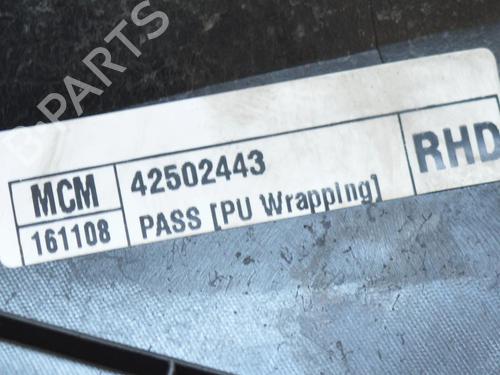 B-PARTS
MCM 42502443 RHD
161108 PASS [PU Wrapping]